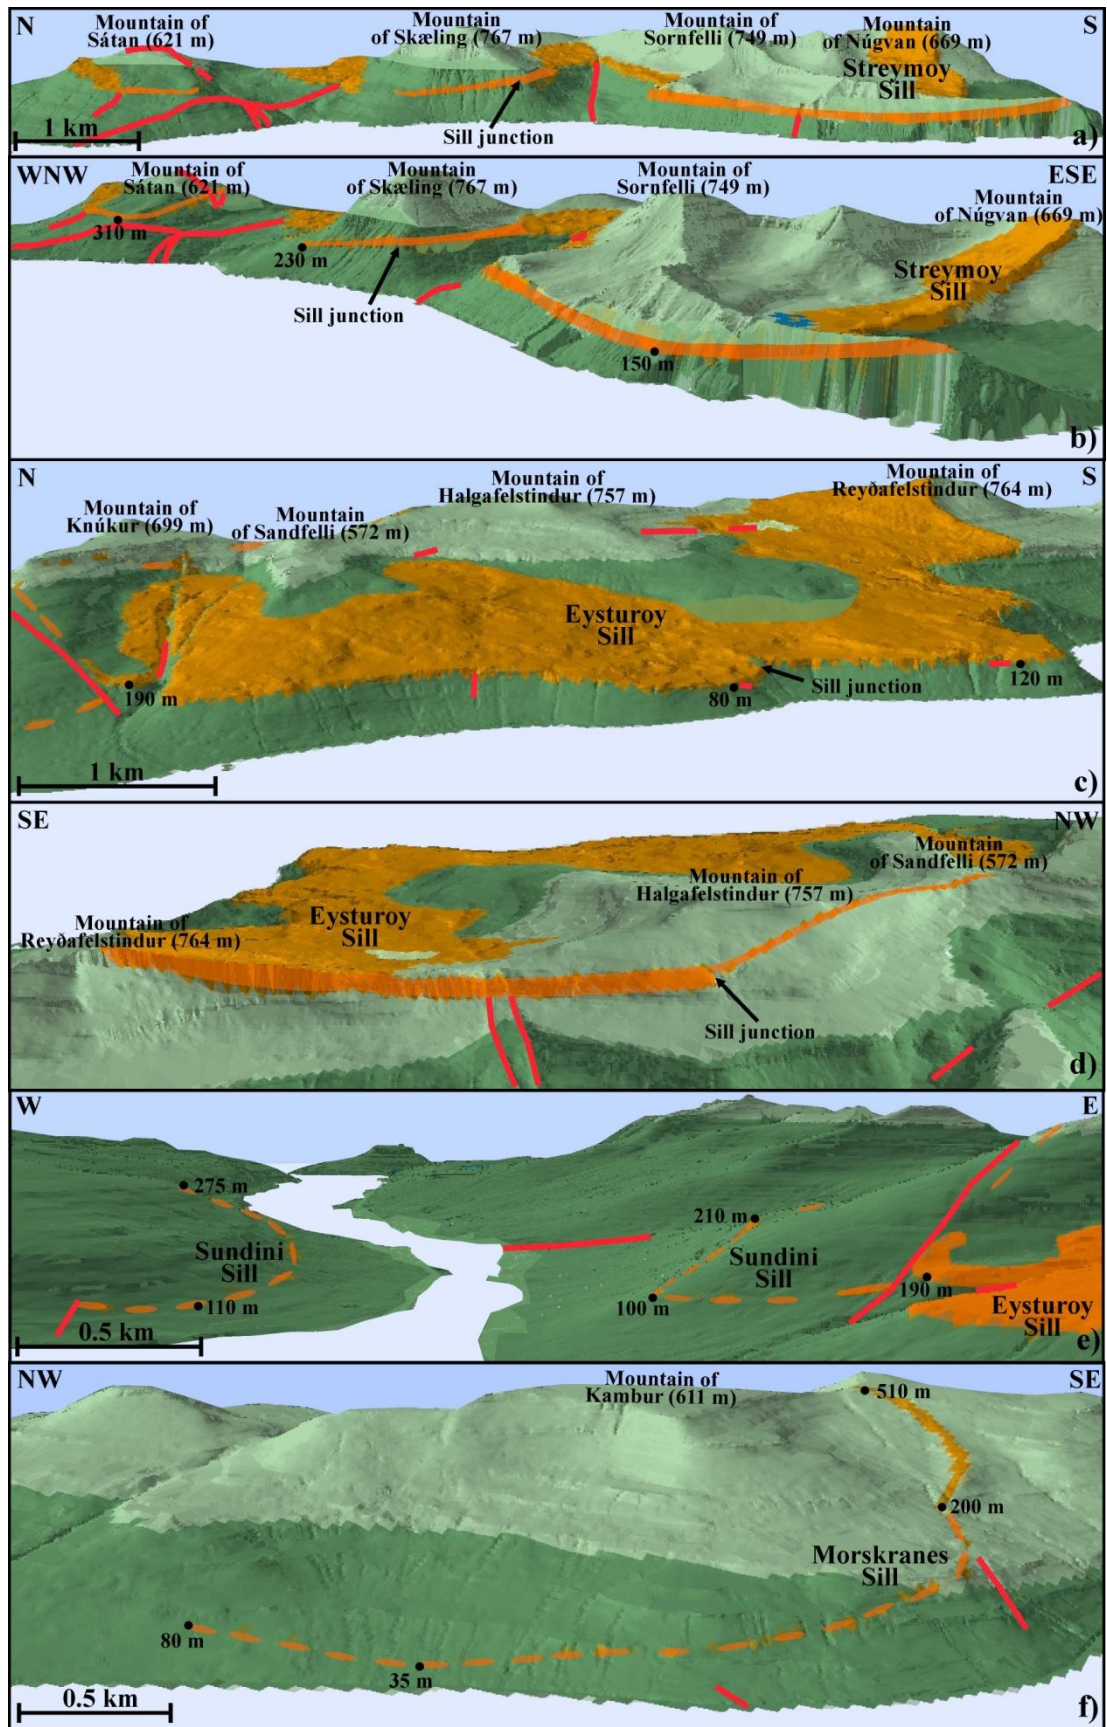 N
Mountain of
Sátan (621 m)
Mountain
of Skæling (767 m)
Mountain of
Sornfelli (749 m)
Mountain
of Núgvan (669 m)
S
Streymoy
Sill
Sill junction
1 km
a)
WNW
Mountain of
Sátan (621 m)
Mountain
of Skæling (767 m)
Mountain of
Sornfelli (749 m)
ESE
Mountain
of Núgvan (669 m)
310 m
230 m
Sill junction
Streymoy
Sill
150 m
b)
N
Mountain of
Knúkur (699 m)
Mountain
of Sandfelli (572 m)
Mountain of
Halgafelstindur (757 m)
Mountain of
Reyðafelstindur (764 m)
S
Eysturoy
Sill
190 m
80 m
Sill junction
120 m
1 km
c)
SE
NW
Mountain of
Reyðafelstindur (764 m)
Eysturoy
Sill
Mountain of
Halgafelstindur (757 m)
Mountain
of Sandfelli (572 m)
Sill junction
d)
W
E
275 m
Sundini
Sill
110 m
210 m
Sundini
Sill
100 m
190 m
Eysturoy
Sill
0.5 km
e)
NW
Mountain of
Kambur (611 m)
SE
510 m
200 m
Morskranes
Sill
80 m
35 m
0.5 km
f)